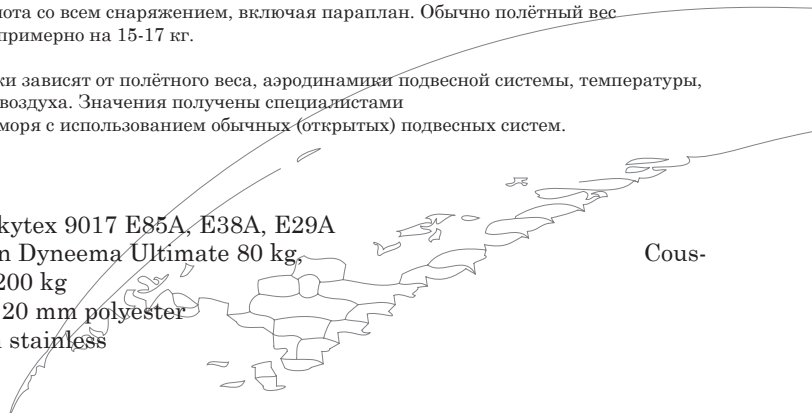 лота со всем снаряжением, включая параплан. Обычно полётный вес
примерно на 15-17 кг.
ки зависят от полётного веса, аэродинамики подвесной системы, температуры,
воздуха. Значения получены специалистами
моря с использованием обычных (открытых) подвесных систем.
kytex 9017 E85A, E38A, E29A
n Dyneema Ultimate 80 kg, Cous-
200 kg
20 mm polyester
stainless